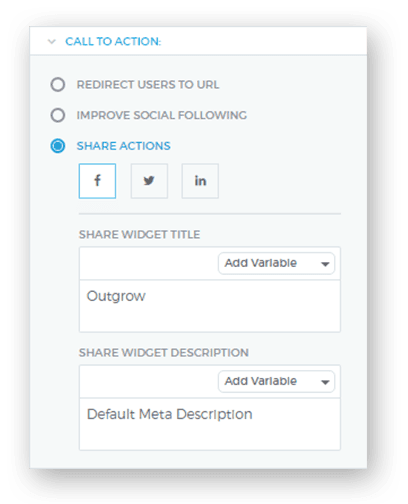 CALL TO ACTION:
REDIRECT USERS TO URL
IMPROVE SOCIAL FOLLOWING
SHARE ACTIONS
SHARE WIDGET TITLE
Add Variable
Outgrow
SHARE WIDGET DESCRIPTION
Add Variable
Default Meta Description